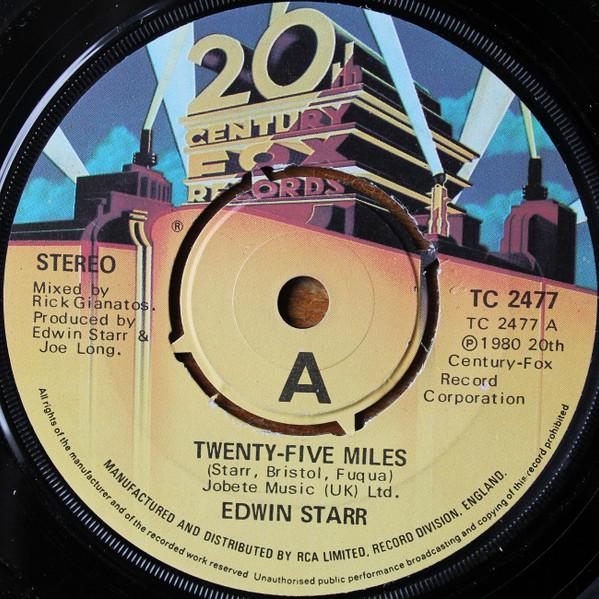 20th
CENTURY
FOX
RECORDS
®
STEREO
Mixed by
Rick Gianatos.
Produced by
Edwin Starr &
Joe Long.
TC 2477
TC 2477 A
Ⓟ 1980 20th
Century-Fox
Record
Corporation
A
TWENTY-FIVE MILES
(Starr, Bristol, Fuqua)
Jobete Music (UK) Ltd.
EDWIN STARR
MANUFACTURED AND DISTRIBUTED BY RCA LIMITED, RECORD DIVISION, ENGLAND.
All rights of the manufacturer and of the recorded work reserved Unauthorised public performance broadcasting and copying of this record prohibited